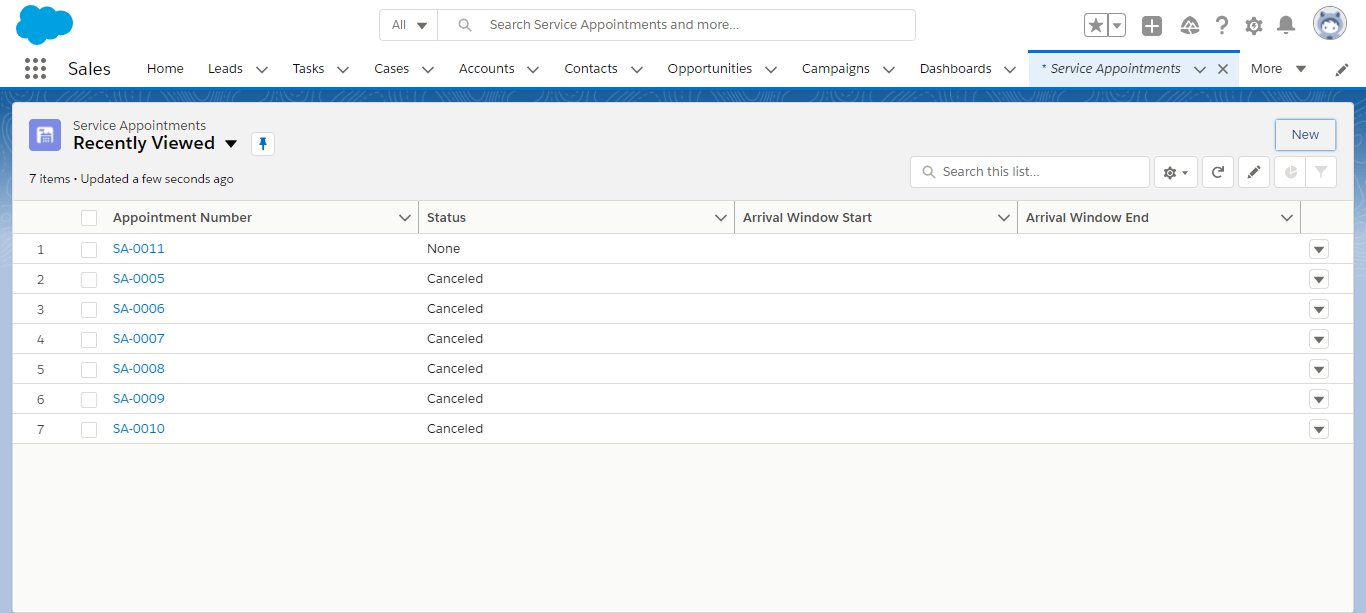 All Search Service Appointments and more...
Sales Home Leads Tasks Cases Accounts Contacts Opportunities Campaigns Dashboards * Service Appointments More
Service Appointments
Recently Viewed
New
7 items • Updated a few seconds ago
Search this list...
Appointment Number Status Arrival Window Start Arrival Window End
1 SA-0011 None
2 SA-0005 Canceled
3 SA-0006 Canceled
4 SA-0007 Canceled
5 SA-0008 Canceled
6 SA-0009 Canceled
7 SA-0010 Canceled